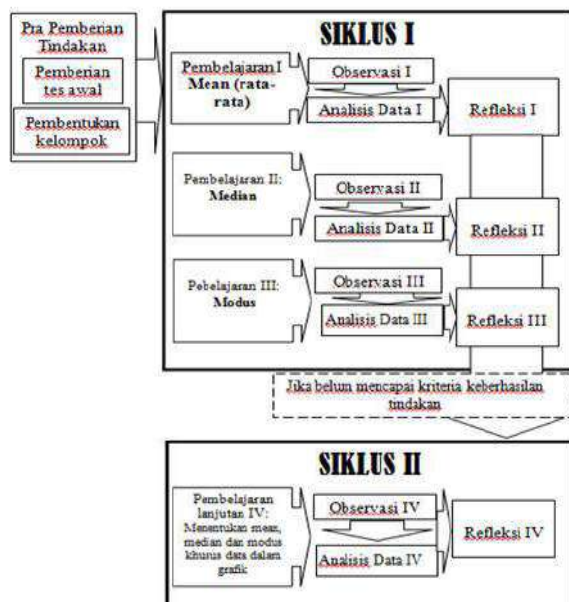 Pra Pemberian
Tindakan
Pemberian
tes awal
Pembentukan
kelompok
SIKLUS I
Pembelajaran I
Mean (rata-
rata)
Observasi I
Analisis Data I
Refleksi I
Pembelajaran II:
Median
Observasi II
Analisis Data II
Refleksi II
Pebelajaran III:
Modus
Observasi III
Analisis Data III
Refleksi III
Jika belum mencapai kriteria keberhasilan
tindakan
SIKLUS II
Pembelajaran
lanjutan IV:
Menentukan mean,
median dan modus
khusus data dalam
grafik
Observasi IV
Analisis Data IV
Refleksi IV